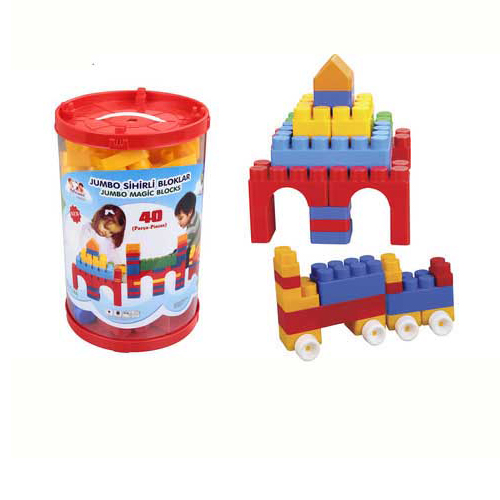 JUMBO SİHİRLİ BLOKLAR
JUMBO MAGIC BLOCKS
40
(Parça-Pieces)